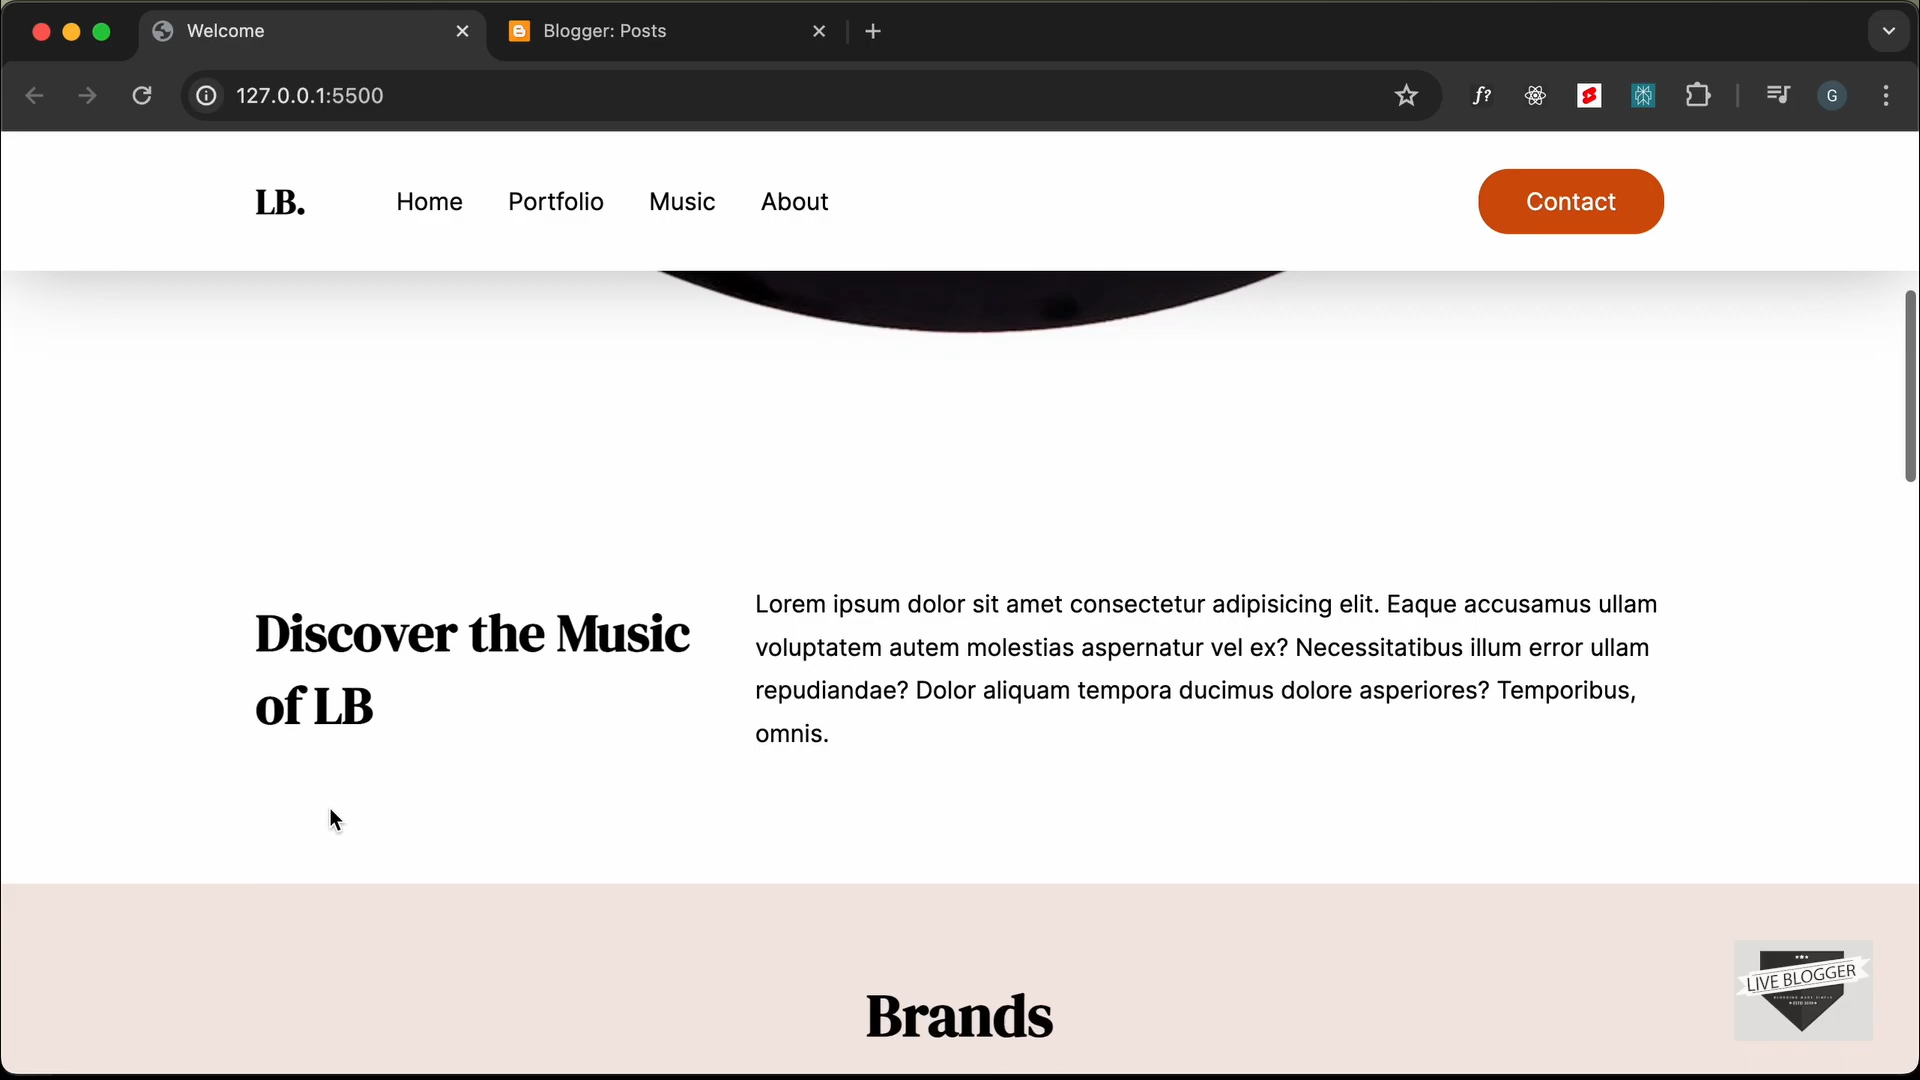 Welcome
Blogger: Posts
127.0.0.1:5500
f?
G
LB.
Home Portfolio Music About
Contact
Discover the Music
of LB
Lorem ipsum dolor sit amet consectetur adipisicing elit. Eaque accusamus ullam
voluptatem autem molestias aspernatur vel ex? Necessitatibus illum error ullam
repudiandae? Dolor aliquam tempora ducimus dolore asperiores? Temporibus,
omnis.
Brands
LIVE BLOGGER